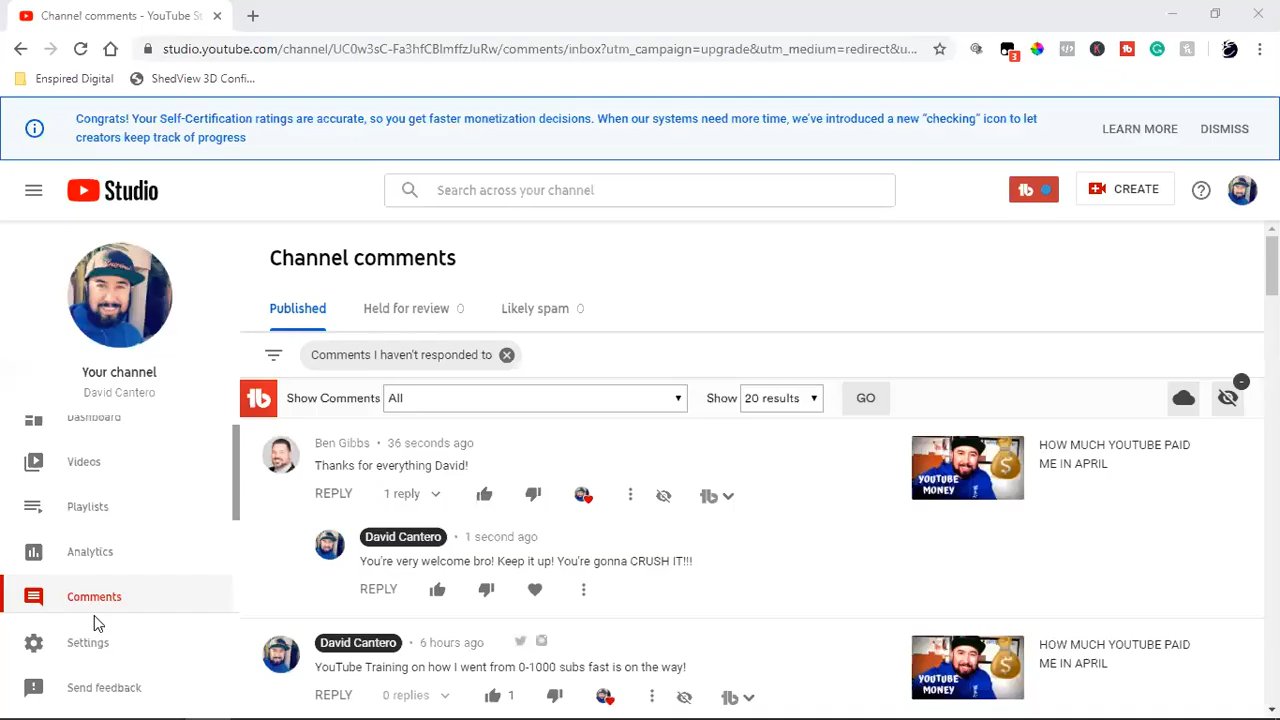 Channel comments - YouTube St
studio.youtube.com/channel/UC0w3sC-Fa3hfCBlmffzJuRw/comments/inbox?utm_campaign=upgrade&utm_medium=redirect&u...
3
Enspired Digital
ShedView 3D Confi...
Congrats! Your Self-Certification ratings are accurate, so you get faster monetization decisions. When our systems need more time, we've introduced a new "checking" icon to let
creators keep track of progress
LEARN MORE
DISMISS
Studio
Search across your channel
tb
CREATE
Your channel
David Cantero
Dashboard
Videos
Playlists
Analytics
Comments
Settings
Send feedback
Channel comments
Published
Held for review 0
Likely spam 0
Comments I haven't responded to
tb
Show Comments
All
Show
20 results
GO
-
Ben Gibbs • 36 seconds ago
Thanks for everything David!
REPLY
1 reply
tb
YOUTUBE
MONEY
HOW MUCH YOUTUBE PAID
ME IN APRIL
David Cantero • 1 second ago
You're very welcome bro! Keep it up! You're gonna CRUSH IT!!!
REPLY
David Cantero • 6 hours ago
YouTube Training on how I went from 0-1000 subs fast is on the way!
REPLY
0 replies
1
tb
YOUTUBE
MONEY
HOW MUCH YOUTUBE PAID
ME IN APRIL